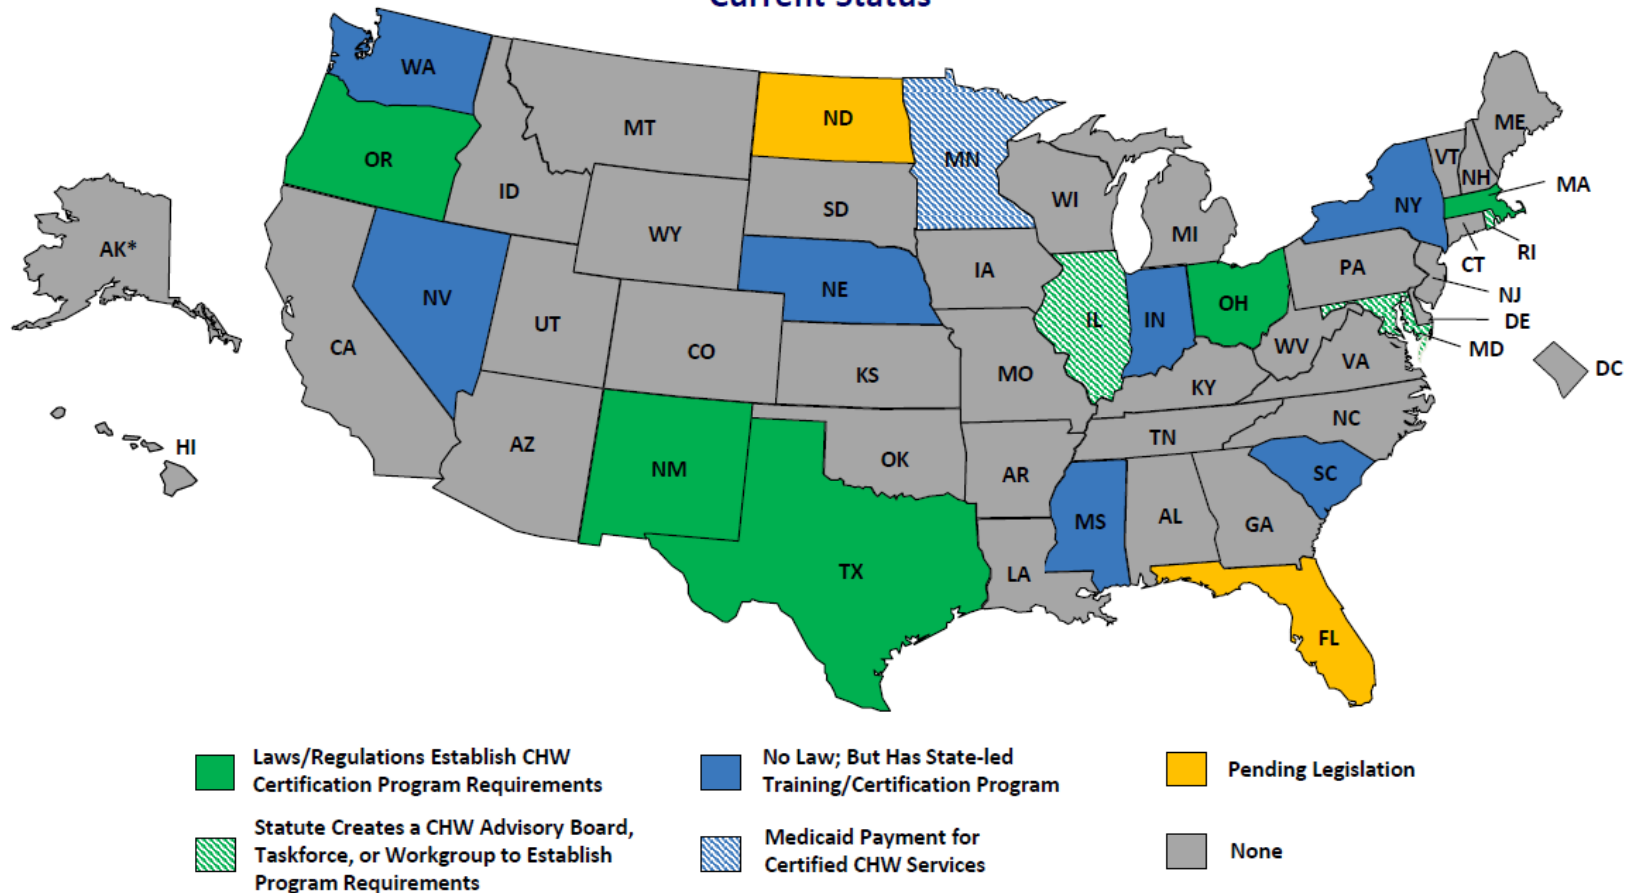 Current Status
WA
MT
ND
MN
ME
OR
ID
SD
WI
VT
NH
MA
AK*
WY
MI
NY
RI
CT
IA
PA
NJ
NV
NE
IL
IN
OH
DE
MD
UT
CO
CA
KS
MO
WV
VA
KY
DC
HI
AZ
NM
OK
AR
TN
NC
SC
MS
AL
GA
TX
LA
FL
Laws/Regulations Establish CHW
Certification Program Requirements
No Law; But Has State-led
Training/Certification Program
Pending Legislation
Statute Creates a CHW Advisory Board,
Taskforce, or Workgroup to Establish
Program Requirements
Medicaid Payment for
Certified CHW Services
None